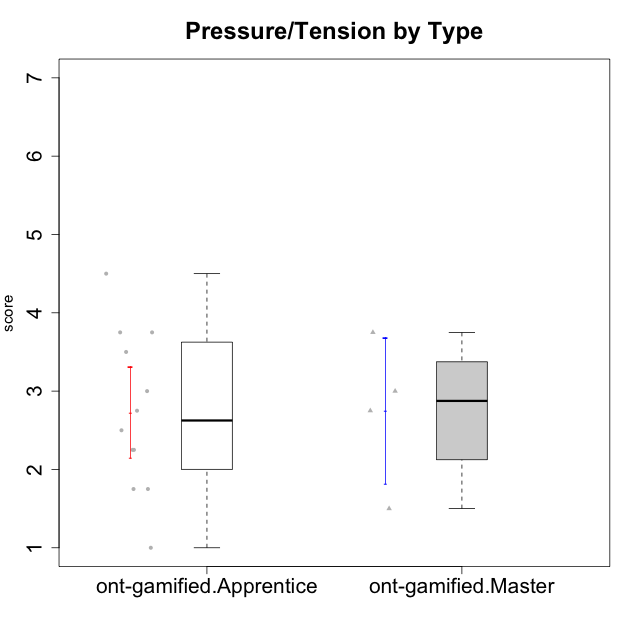 Pressure/Tension by Type
7
6
5
4
3
2
1
score
ont-gamified.Apprentice
ont-gamified.Master